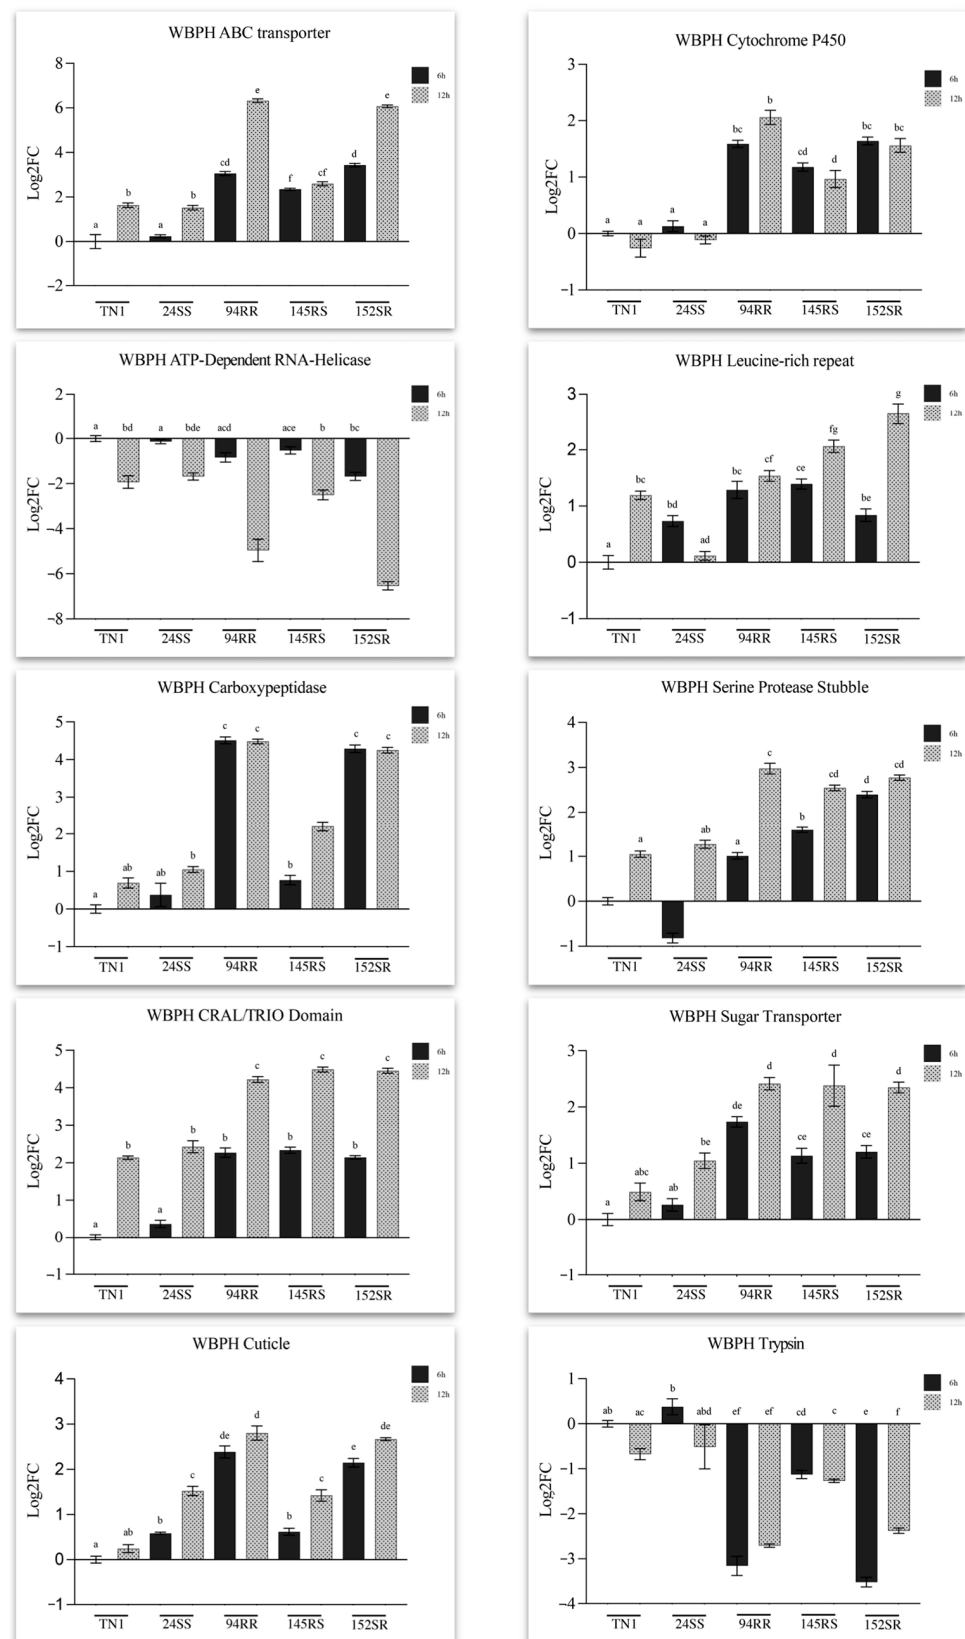 WBPH ABC transporter
6h
12h
Log2FC
8
6
4
2
0
−2
a
b
a
b
cd
e
f
cf
d
e
TN1 24SS 94RR 145RS 152SR
WBPH Cytochrome P450
6h
12h
Log2FC
3
2
1
0
−1
a
a
a
a
bc
b
cd
d
bc
bc
TN1 24SS 94RR 145RS 152SR
WBPH ATP-Dependent RNA-Helicase
6h
12h
Log2FC
2
0
−2
−4
−6
−8
a bd a bde acd ace b bc
TN1 24SS 94RR 145RS 152SR
WBPH Leucine-rich repeat
6h
12h
Log2FC
3
2
1
0
−1
a
bc
bd
ad
bc
cf
ce
fg
be
g
TN1 24SS 94RR 145RS 152SR
WBPH Carboxypeptidase
6h
12h
Log2FC
5
4
3
2
1
0
−1
a
ab
ab
b
c
c
b
c
c
TN1 24SS 94RR 145RS 152SR
WBPH Serine Protease Stubble
6h
12h
Log2FC
4
3
2
1
0
−1
a
ab
a
c
b
cd
d
cd
TN1 24SS 94RR 145RS 152SR
WBPH CRAL/TRIO Domain
6h
12h
Log2FC
5
4
3
2
1
0
−1
a
b
a
b
b
c
b
c
b
c
TN1 24SS 94RR 145RS 152SR
WBPH Sugar Transporter
6h
12h
Log2FC
3
2
1
0
−1
a
abc
ab
be
de
d
ce
d
ce
d
TN1 24SS 94RR 145RS 152SR
WBPH Cuticle
6h
12h
Log2FC
4
3
2
1
0
−1
a
ab
b
c
de
d
b
c
e
de
TN1 24SS 94RR 145RS 152SR
WBPH Trypsin
6h
12h
Log2FC
1
0
−1
−2
−3
−4
ab ac b abd ef ef cd c e f
TN1 24SS 94RR 145RS 152SR